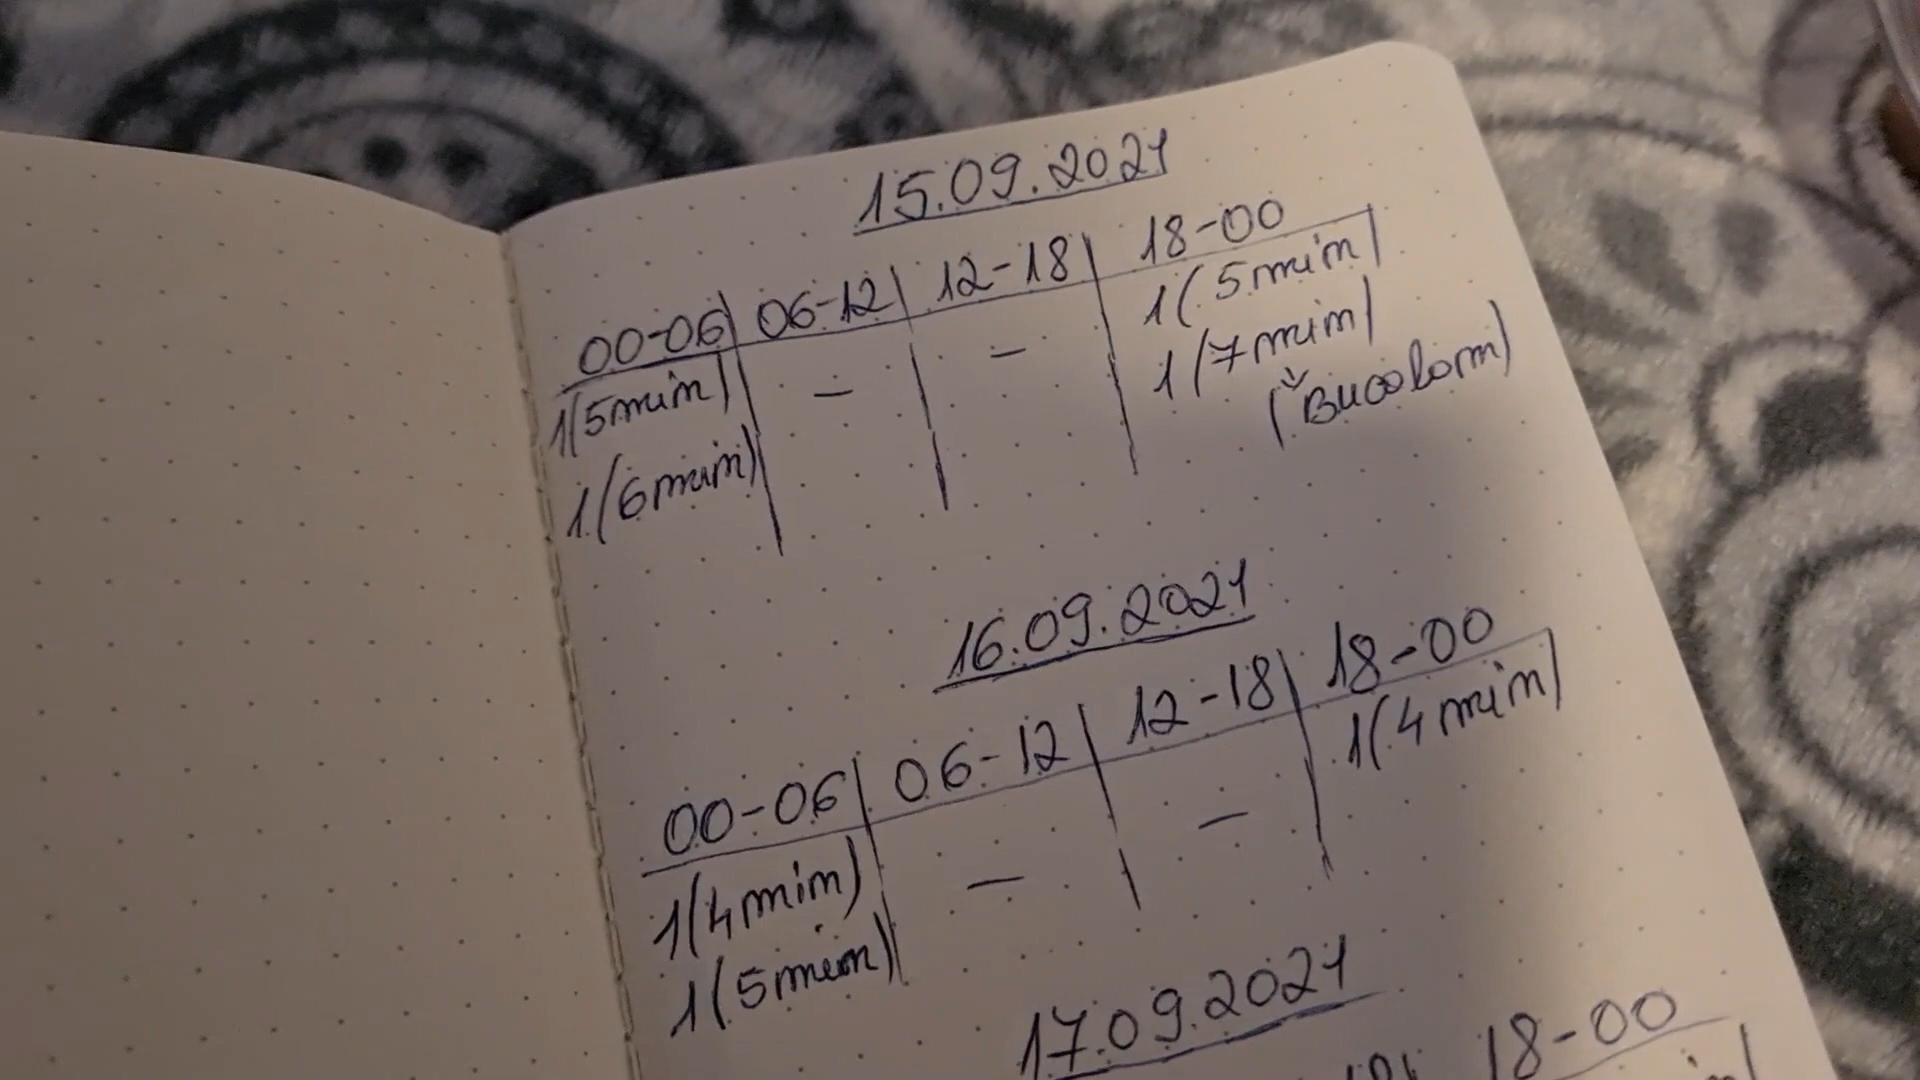 15.09.2021
00-06 | 06-12 | 12-18 | 18-00
1(5min) | – | – | 1(5min)
1(6min) 1(7min)
16.09.2021
00-06 | 06-12 | 12-18 | 18-00
1(4min) | – | – | 1(4min)
1(5min)
17.09.2021
18-00